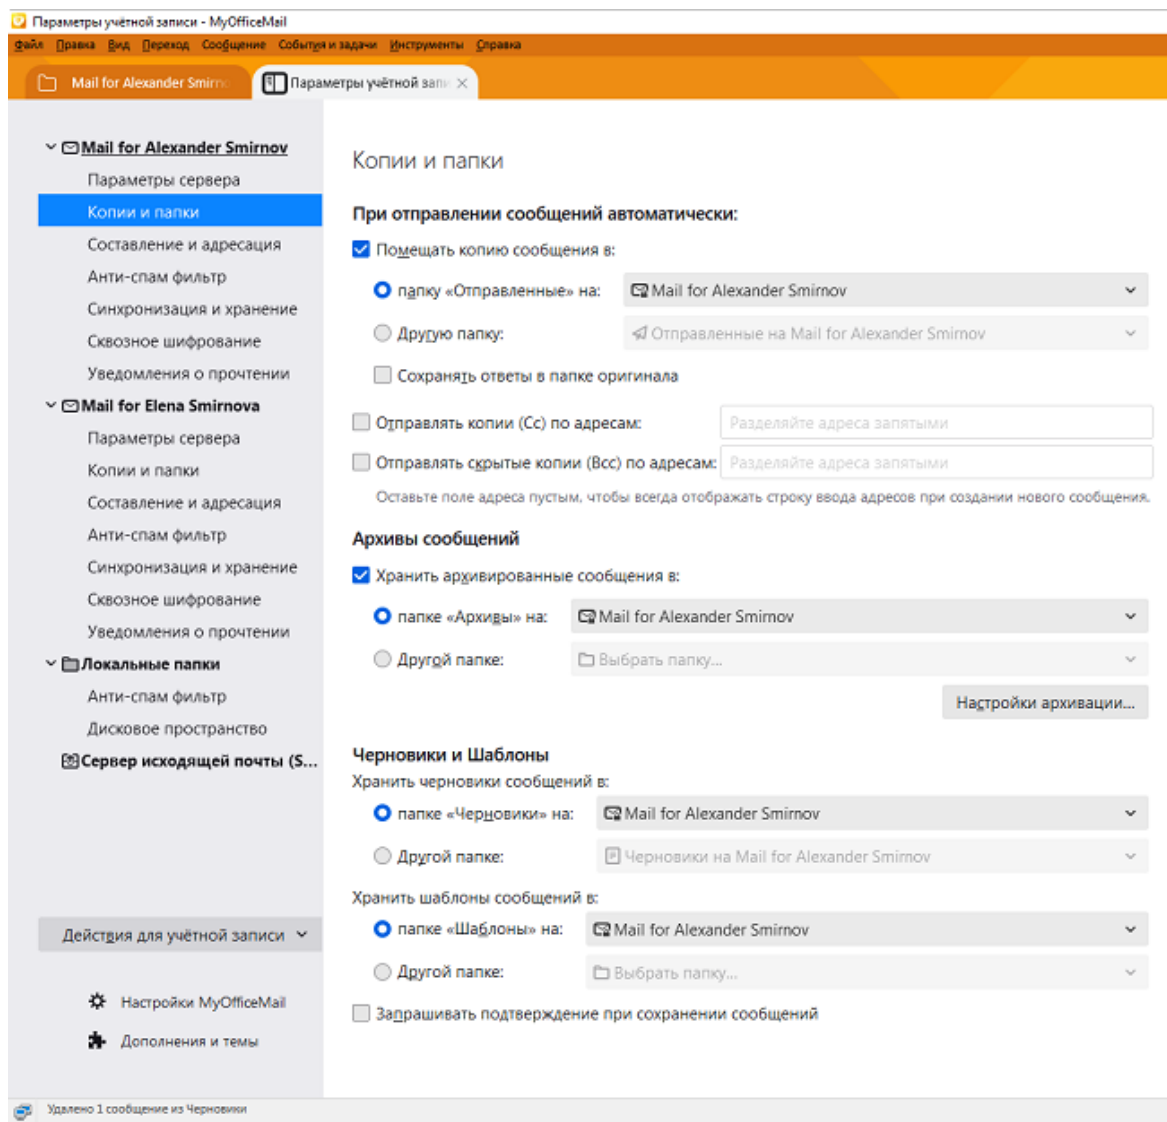 Параметры учётной записи - MyOfficeMail
Файл Правка Вид Переход Сообщение События и задачи Инструменты Справка
Mail for Alexander Smirno
Параметры учётной запи
Mail for Alexander Smirnov
Параметры сервера
Копии и папки
Составление и адресация
Анти-спам фильтр
Синхронизация и хранение
Сквозное шифрование
Уведомления о прочтении
Mail for Elena Smirnova
Параметры сервера
Копии и папки
Составление и адресация
Анти-спам фильтр
Синхронизация и хранение
Сквозное шифрование
Уведомления о прочтении
Локальные папки
Анти-спам фильтр
Дисковое пространство
Сервер исходящей почты (S...
Действия для учётной записи
Настройки MyOfficeMail
Дополнения и темы
Копии и папки
При отправлении сообщений автоматически:
Помещать копию сообщения в:
папку «Отправленные» на: Mail for Alexander Smirnov
Другую папку: Отправленные на Mail for Alexander Smirnov
Сохранять ответы в папке оригинала
Отправлять копии (Cc) по адресам: Разделяйте адреса запятыми
Отправлять скрытые копии (Bcc) по адресам: Разделяйте адреса запятыми
Оставьте поле адреса пустым, чтобы всегда отображать строку ввода адресов при создании нового сообщения.
Архивы сообщений
Хранить архивированные сообщения в:
папке «Архивы» на: Mail for Alexander Smirnov
Другой папке: Выбрать папку...
Настройки архивации...
Черновики и Шаблоны
Хранить черновики сообщений в:
папке «Черновики» на: Mail for Alexander Smirnov
Другой папке: Черновики на Mail for Alexander Smirnov
Хранить шаблоны сообщений в:
папке «Шаблоны» на: Mail for Alexander Smirnov
Другой папке: Выбрать папку...
Запрашивать подтверждение при сохранении сообщений
Удалено 1 сообщение из Черновики